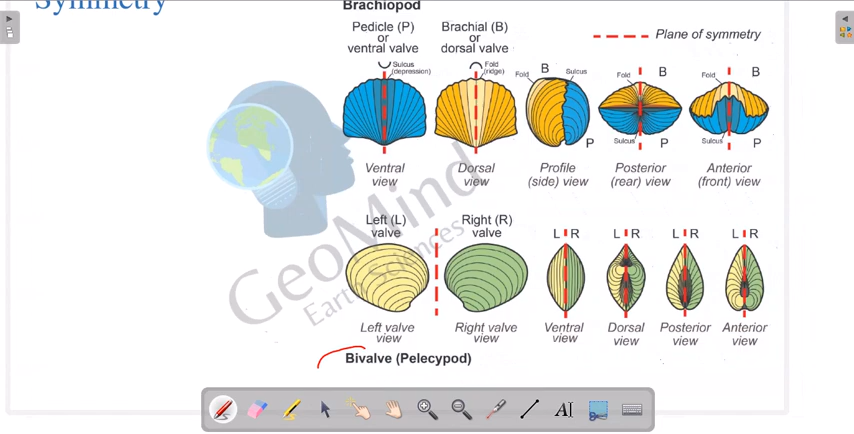 Symmetry
Brachiopod
Pedicle (P)
or
ventral valve
Brachial (B)
or
dorsal valve
Plane of symmetry
Sulcus
(depression)
Fold
(ridge)
Fold
B
Sulcus
P
Fold
B
Sulcus
P
Fold
B
Sulcus
P
Ventral
view
Dorsal
view
Profile
(side) view
Posterior
(rear) view
Anterior
(front) view
GeoMind
Earth Sciences
Left (L)
valve
Right (R)
valve
L R
L R
L R
L R
Left valve
view
Right valve
view
Ventral
view
Dorsal
view
Posterior
view
Anterior
view
Bivalve (Pelecypod)
A